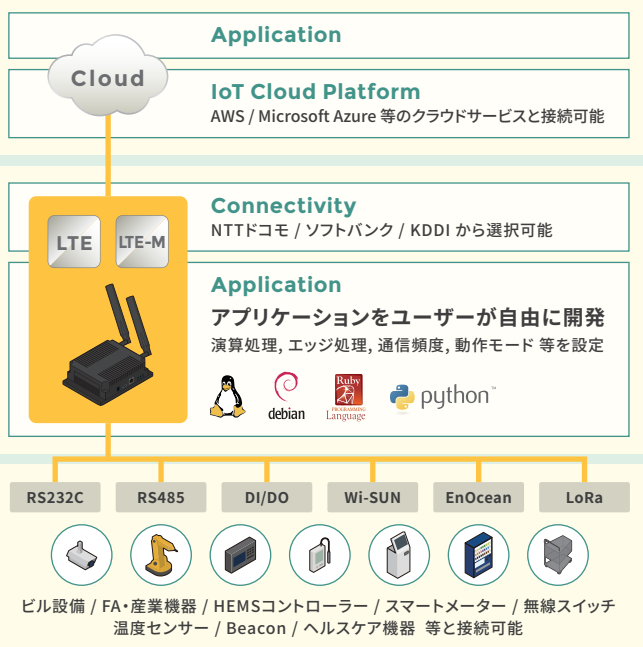 Application
Cloud
IoT Cloud Platform
AWS / Microsoft Azure 等のクラウドサービスと接続可能
Connectivity
NTTドコモ / ソフトバンク / KDDI から選択可能
LTE
LTE-M
Application
アプリケーションをユーザーが自由に開発
演算処理, エッジ処理, 通信頻度, 動作モード 等を設定
debian
Ruby
PROGRAMMING
Language
python™
RS232C
RS485
DI/DO
Wi-SUN
EnOcean
LoRa
ビル設備 / FA・産業機器 / HEMSコントローラー / スマートメーター / 無線スイッチ
温度センサー / Beacon / ヘルスケア機器 等と接続可能